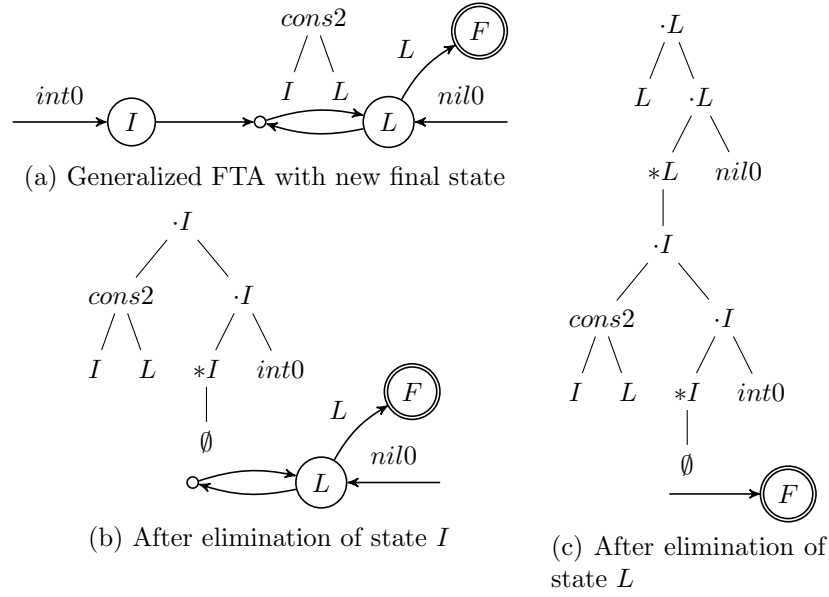 cons2
I L
L
F
int0
I
L
nil0
(a) Generalized FTA with new final state
·I
cons2 ·I
I L ∗I int0
∅
L
F
L
nil0
(b) After elimination of state I
·L
L ·L
∗L nil0
·I
cons2 ·I
I L ∗I int0
∅
F
(c) After elimination of
state L